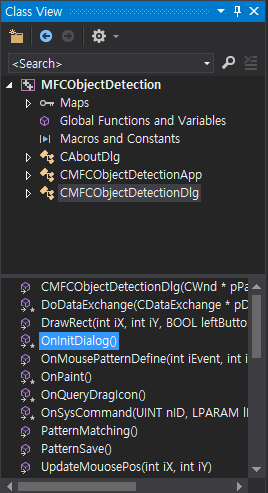 Class View
<Search>
MFCObjectDetection
Maps
Global Functions and Variables
Macros and Constants
CAboutDlg
CMFCObjectDetectionApp
CMFCObjectDetectionDlg
CMFCObjectDetectionDlg(CWnd * pPa
DoDataExchange(CDataExchange * pD
DrawRect(int iX, int iY, BOOL leftButto
OnInitDialog()
OnMousePatternDefine(int iEvent, int i
OnPaint()
OnQueryDragIcon()
OnSysCommand(UINT nID, LPARAM l
PatternMatching()
PatternSave()
UpdateMouosePos(int iX, int iY)